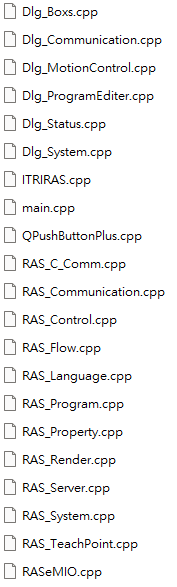 Dlg_Boxs.cpp
Dlg_Communication.cpp
Dlg_MotionControl.cpp
Dlg_ProgramEditer.cpp
Dlg_Status.cpp
Dlg_System.cpp
ITRIRAS.cpp
main.cpp
QPushButtonPlus.cpp
RAS_C_Comm.cpp
RAS_Communication.cpp
RAS_Control.cpp
RAS_Flow.cpp
RAS_Language.cpp
RAS_Program.cpp
RAS_Property.cpp
RAS_Render.cpp
RAS_Server.cpp
RAS_System.cpp
RAS_TeachPoint.cpp
RASeMIO.cpp